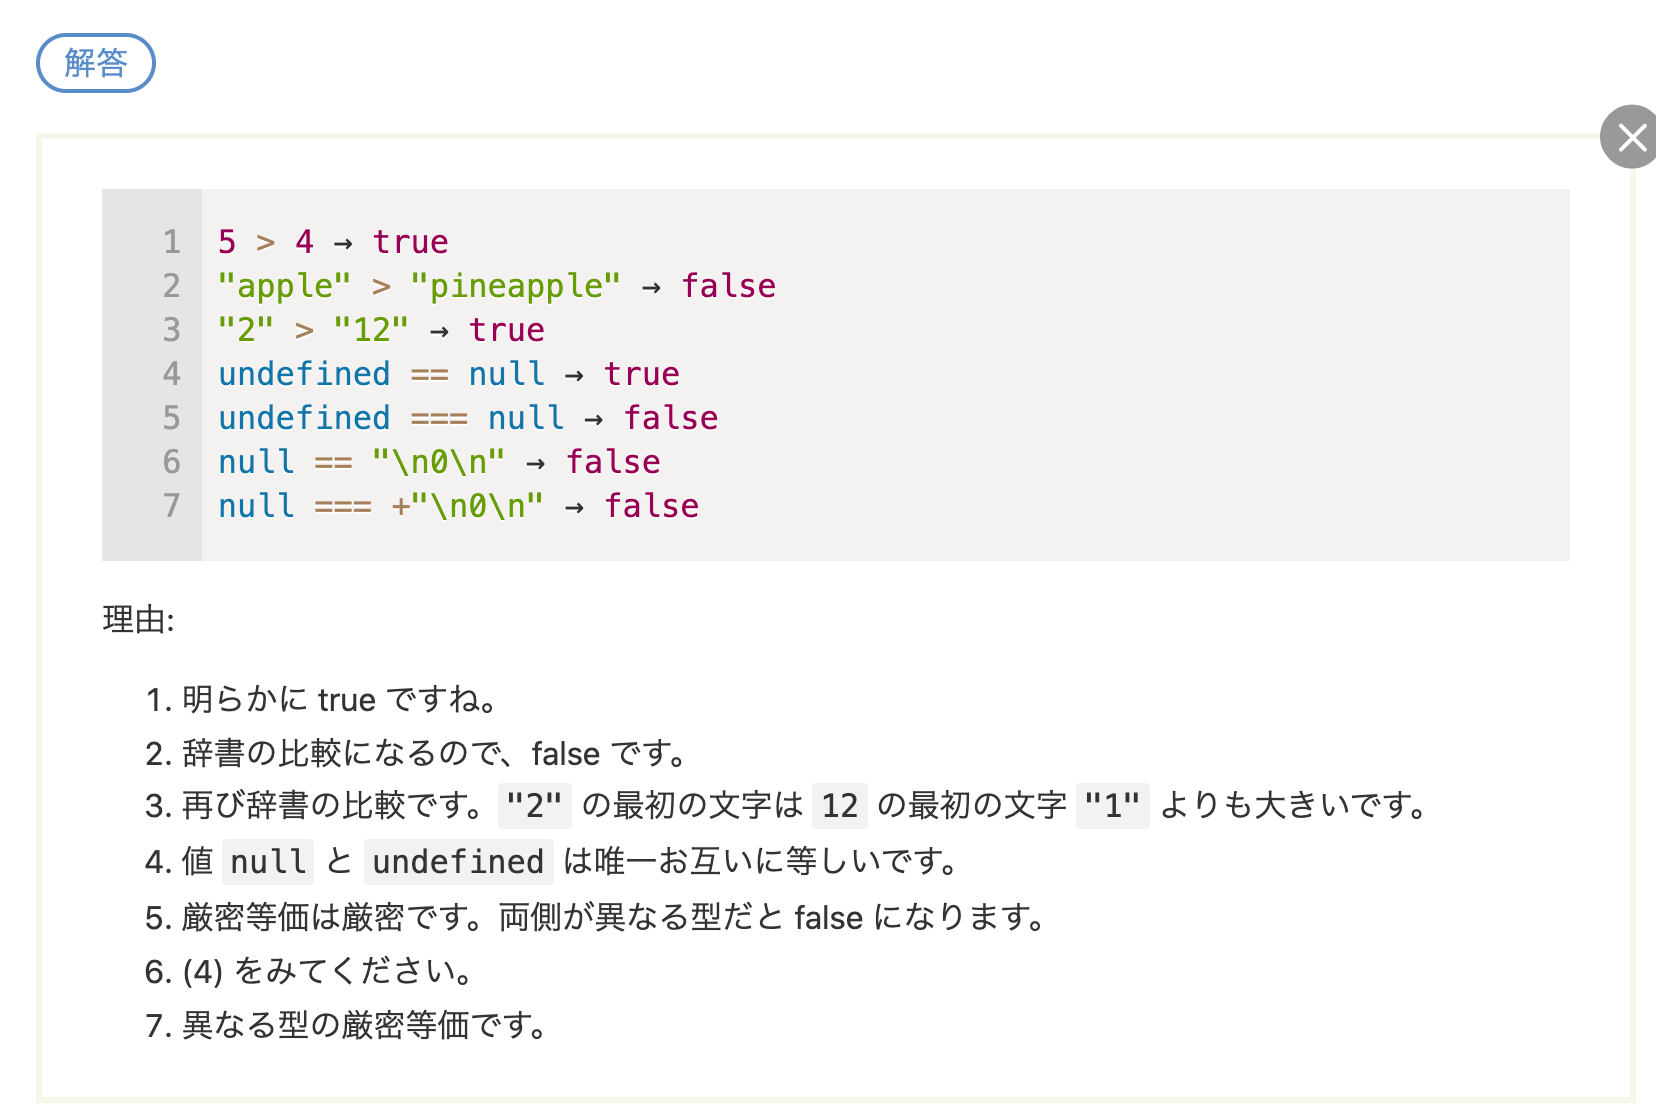 解答
1 5 > 4 → true
2 "apple" > "pineapple" → false
3 "2" > "12" → true
4 undefined == null → true
5 undefined === null → false
6 null == "\n0\n" → false
7 null === +"\n0\n" → false
理由:
1. 明らかに true ですね。
2. 辞書の比較になるので、false です。
3. 再び辞書の比較です。"2" の最初の文字は 12 の最初の文字 "1" よりも大きいです。
4. 値 null と undefined は唯一お互いに等しいです。
5. 厳密等価は厳密です。両側が異なる型だと false になります。
6. (4) をみてください。
7. 異なる型の厳密等価です。